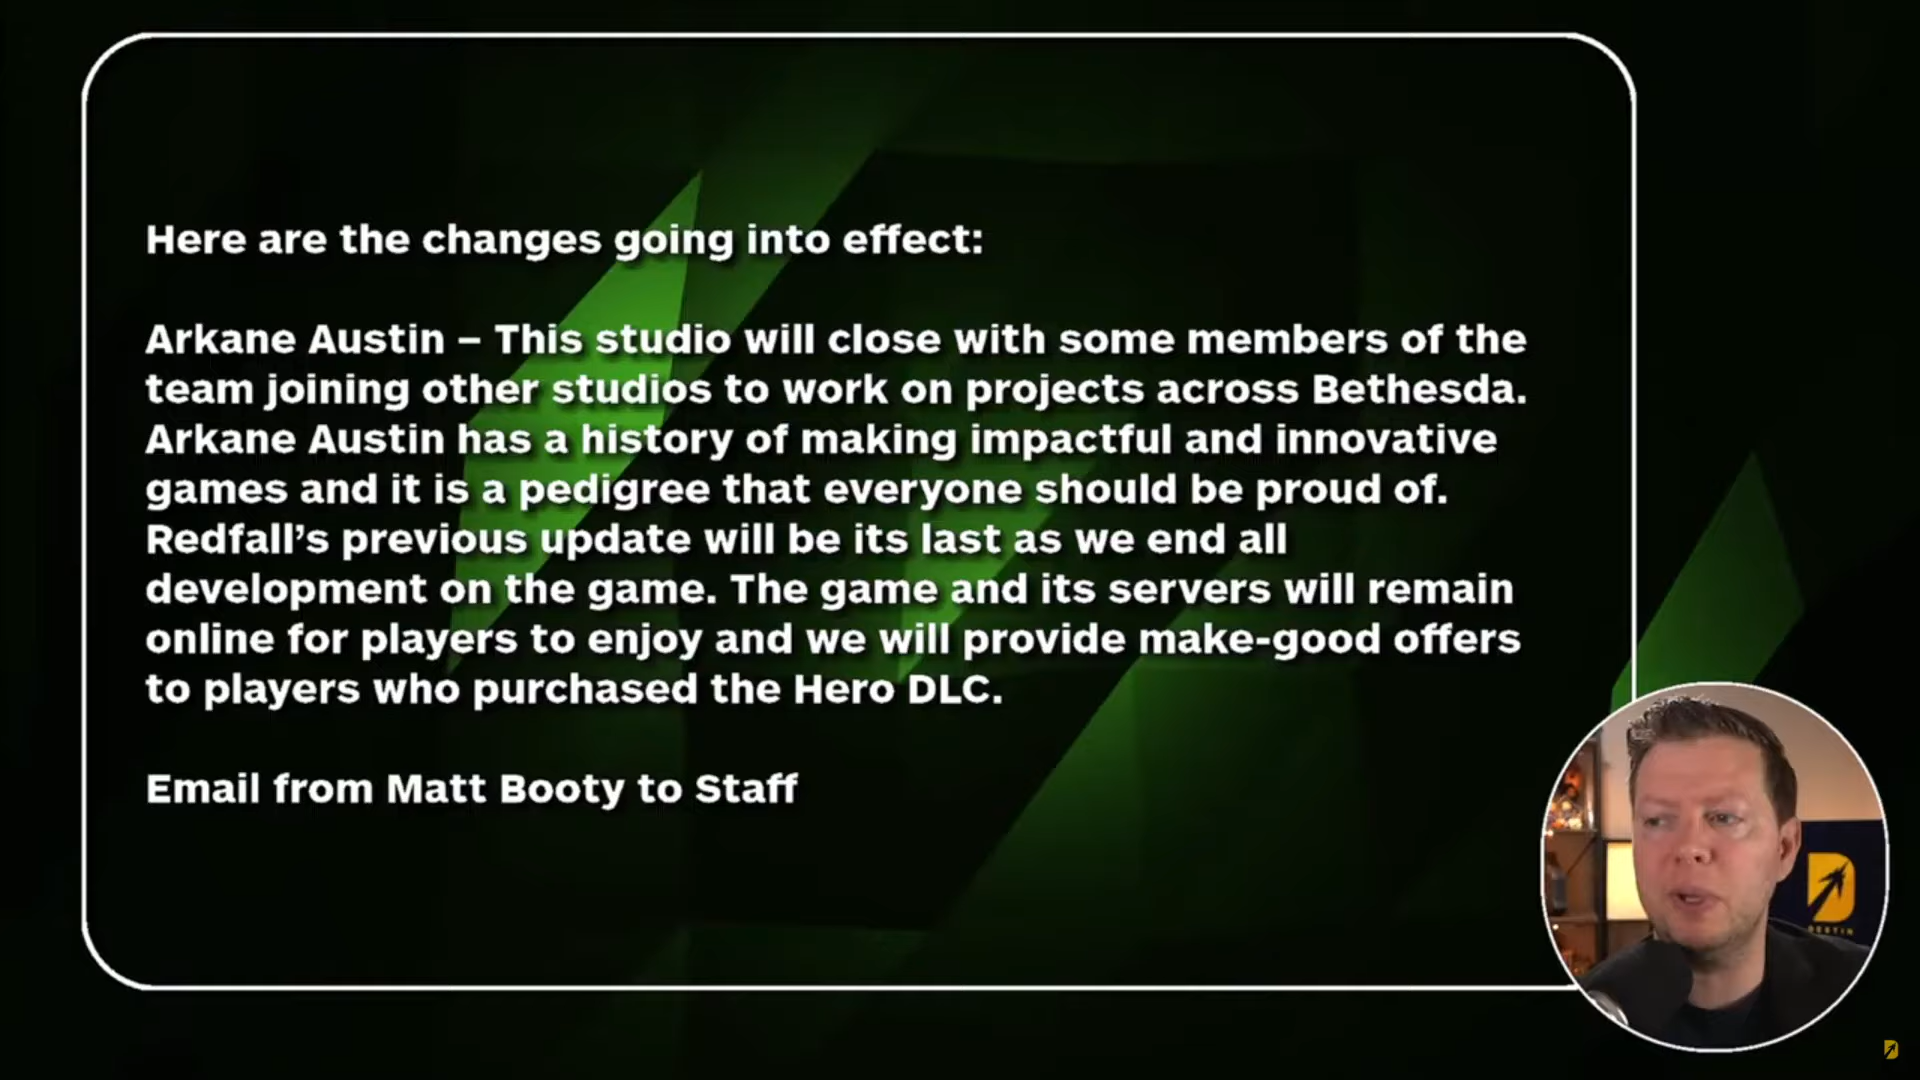 Here are the changes going into effect:
Arkane Austin – This studio will close with some members of the
team joining other studios to work on projects across Bethesda.
Arkane Austin has a history of making impactful and innovative
games and it is a pedigree that everyone should be proud of.
Redfall’s previous update will be its last as we end all
development on the game. The game and its servers will remain
online for players to enjoy and we will provide make-good offers
to players who purchased the Hero DLC.
Email from Matt Booty to Staff
D